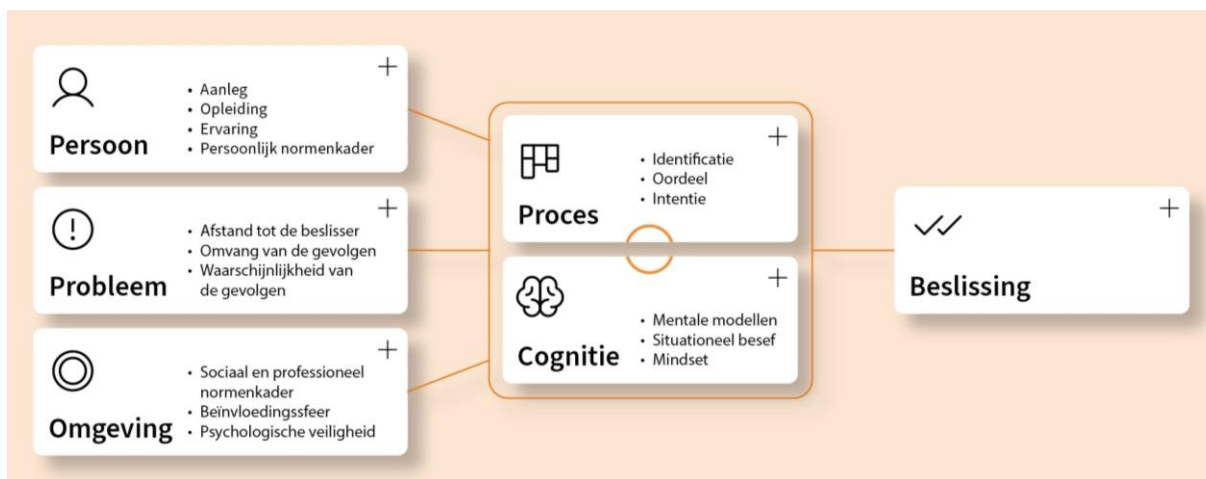 Persoon
• Aanleg
• Opleiding
• Ervaring
• Persoonlijk normenkader
Probleem
• Afstand tot de beslisser
• Omvang van de gevolgen
• Waarschijnlijkheid van
de gevolgen
Omgeving
• Sociaal en professioneel
normenkader
• Beïnvloedingssfeer
• Psychologische veiligheid
Proces
• Identificatie
• Oordeel
• Intentie
Cognitie
• Mentale modellen
• Situationeel besef
• Mindset
Beslissing